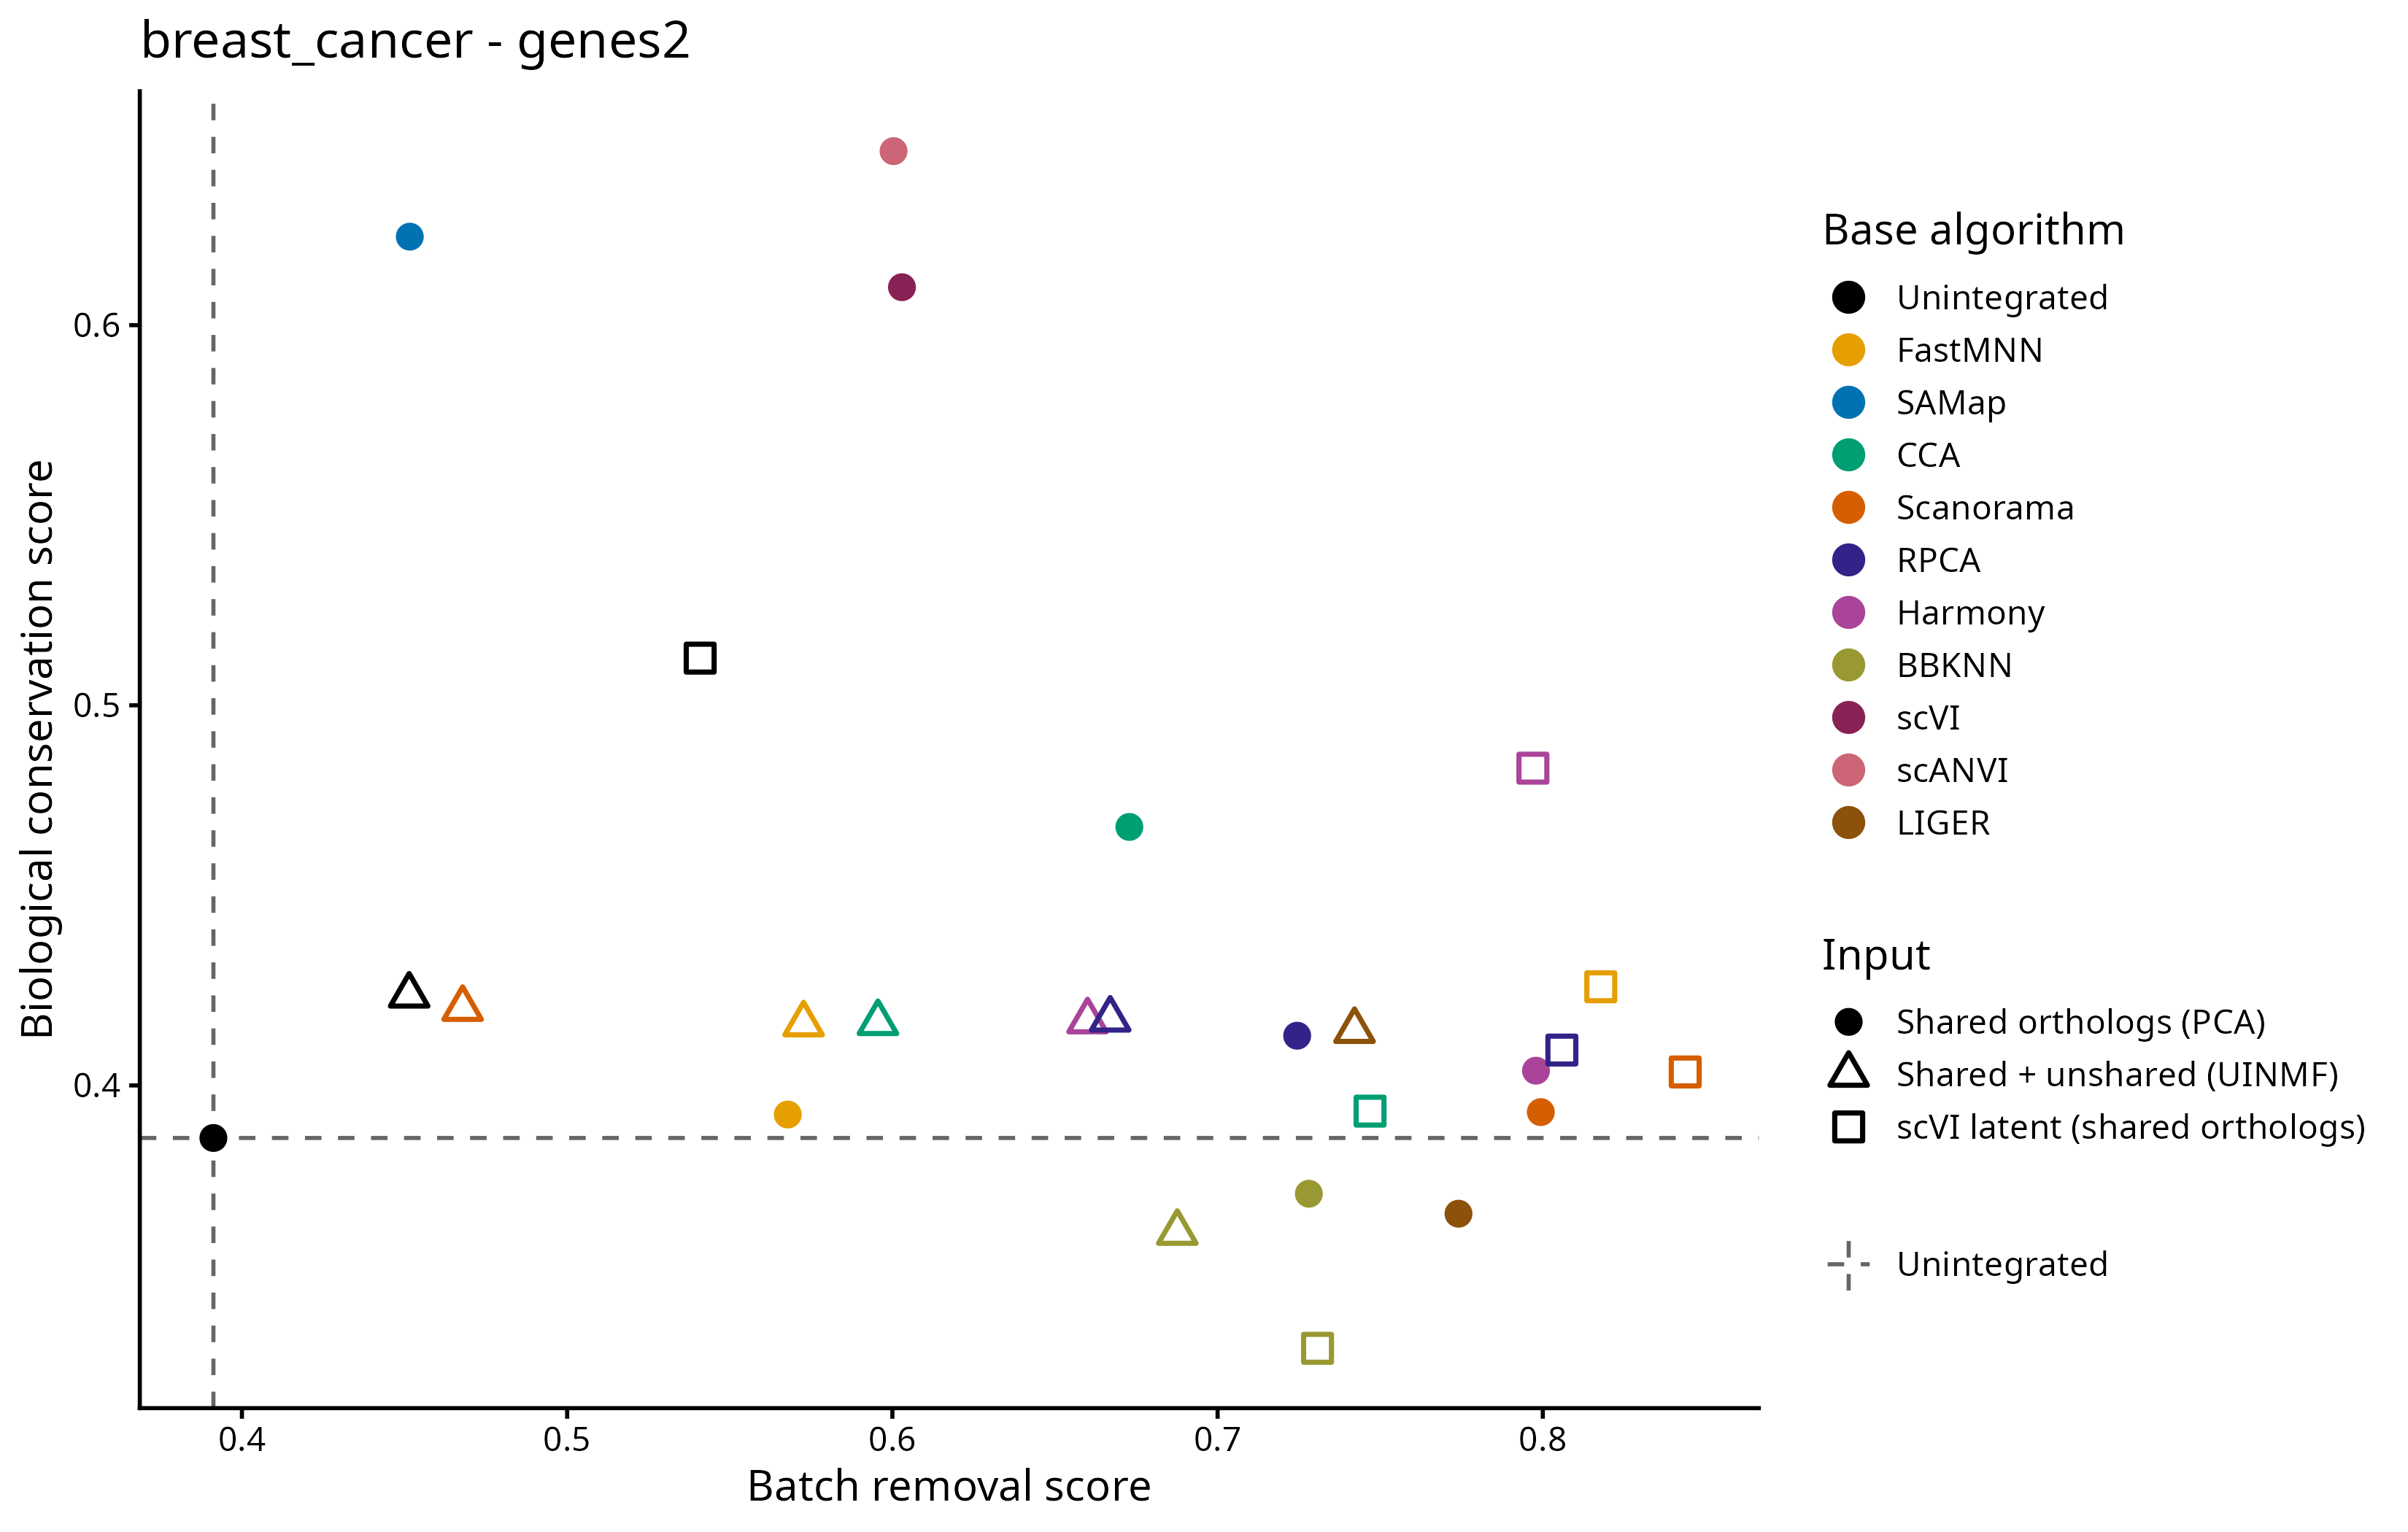 breast_cancer - genes2
Biological conservation score
0.6
0.5
0.4
0.4
0.5
0.6
0.7
0.8
Batch removal score
Base algorithm
Unintegrated
FastMNN
SAMap
CCA
Scanorama
RPCA
Harmony
BBKNN
scVI
scANVI
LIGER
Input
Shared orthologs (PCA)
Shared + unshared (UINMF)
scVI latent (shared orthologs)
Unintegrated